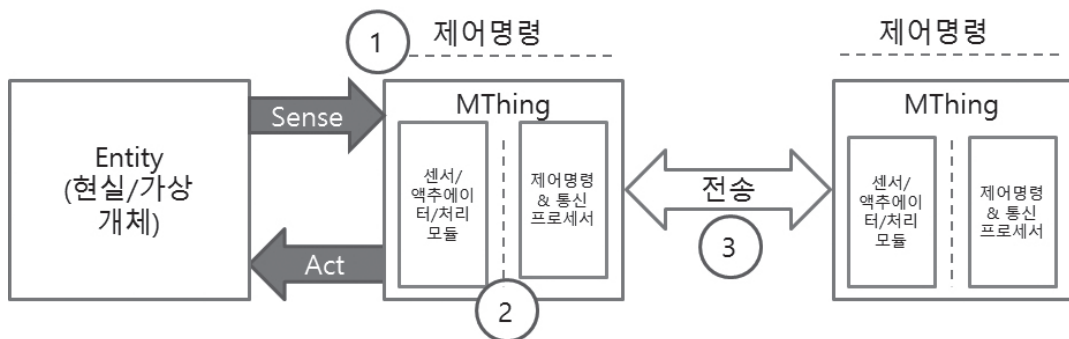 1
제어명령
제어명령
Entity
(현실/가상
개체)
Sense
Act
MThing
센서/
액추에이
터/처리
모듈
제어명령
& 통신
프로세서
2
전송
3
MThing
센서/
액추에이
터/처리
모듈
제어명령
& 통신
프로세서